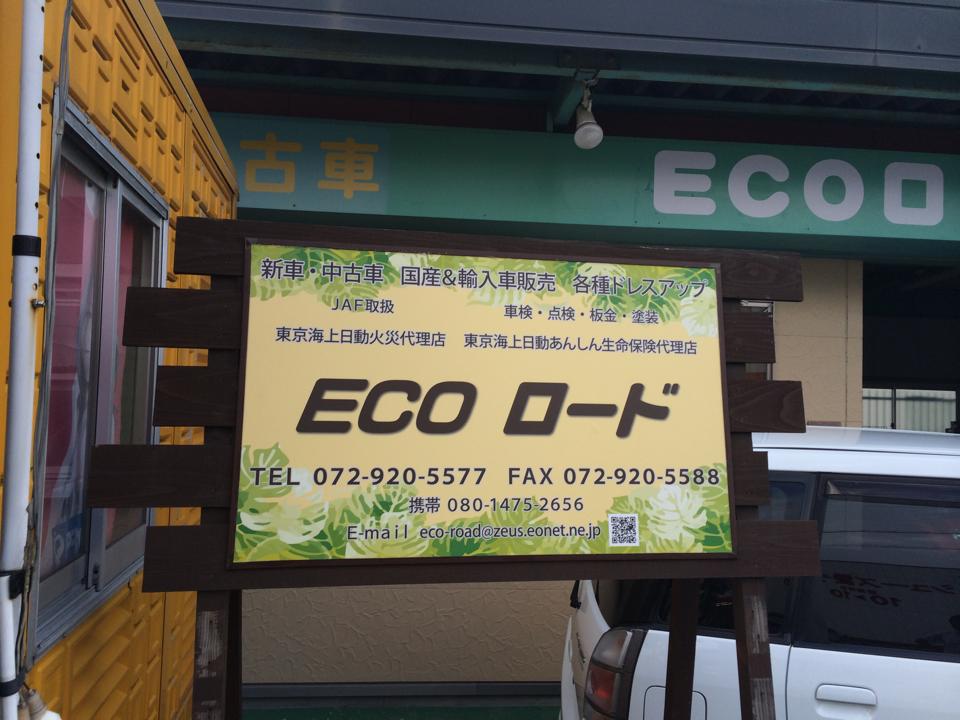 古車 ECOロ
新車・中古車 国産&輸入車販売 各種ドレスアップ
JAF取扱 車検・点検・板金・塗装
東京海上日動火災代理店 東京海上日動あんしん生命保険代理店
ECO ロード
TEL 072-920-5577 FAX 072-920-5588
携帯 080-1475-2656
E-mail eco-road@zeus.eonet.ne.jp